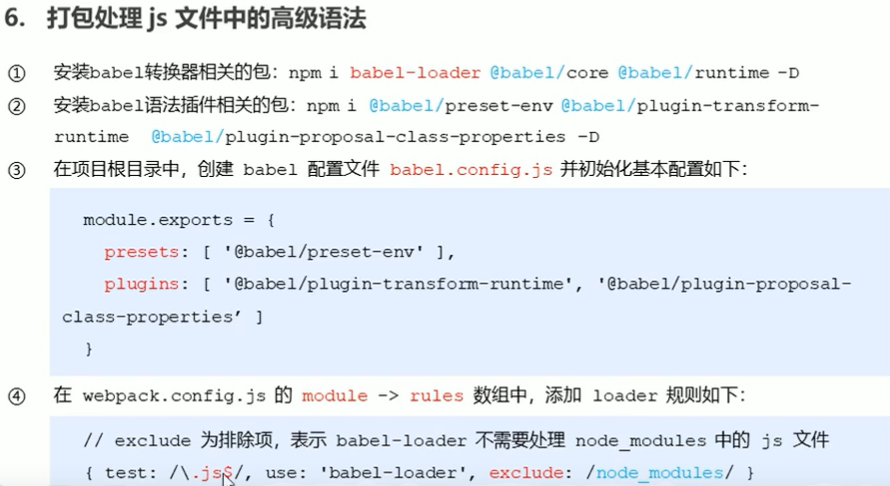 6. 打包处理 js 文件中的高级语法
① 安装babel转换器相关的包：npm i babel-loader @babel/core @babel/runtime -D
② 安装babel语法插件相关的包：npm i @babel/preset-env @babel/plugin-transform-
runtime @babel/plugin-proposal-class-properties -D
③ 在项目根目录中，创建 babel 配置文件 babel.config.js 并初始化基本配置如下：
module.exports = {
presets: [ '@babel/preset-env' ],
plugins: [ '@babel/plugin-transform-runtime', '@babel/plugin-proposal-
class-properties’ ]
}
④ 在 webpack.config.js 的 module -> rules 数组中，添加 loader 规则如下：
// exclude 为排除项，表示 babel-loader 不需要处理 node_modules 中的 js 文件
{ test: /\.js$/, use: 'babel-loader', exclude: /node_modules/ }